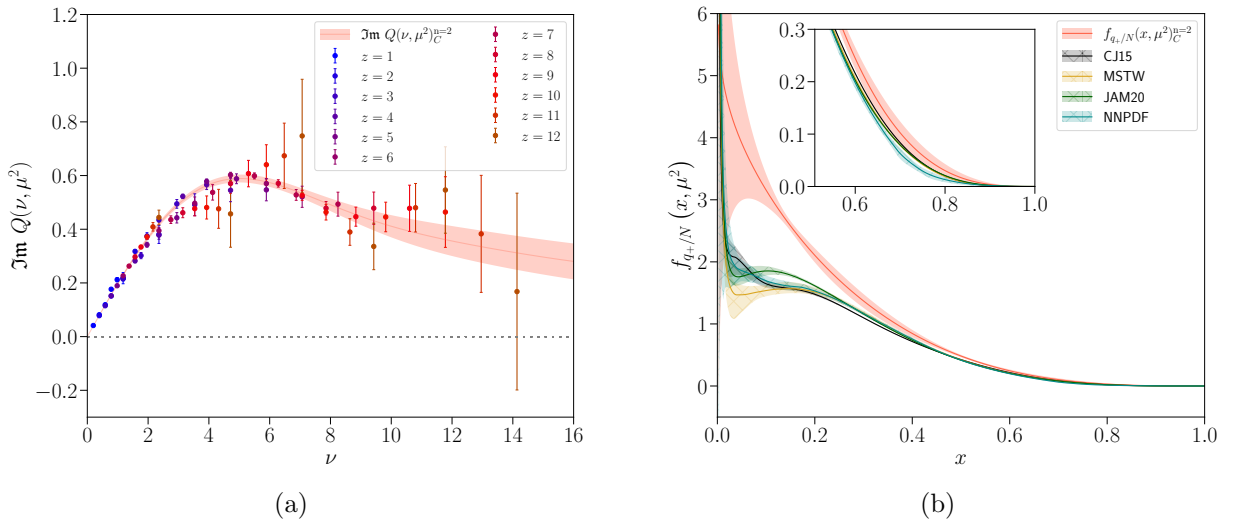 1.2
1.0
0.8
0.6
0.4
0.2
0.0
−0.2
𝕴𝖒 Q(ν, μ²)
𝕴𝖒 Q(ν, μ²)_C^{n=2}
z = 1
z = 2
z = 3
z = 4
z = 5
z = 6
z = 7
z = 8
z = 9
z = 10
z = 11
z = 12
0 2 4 6 8 10 12 14 16
ν
(a)
6
5
4
3
2
1
0
f_{q_+/N}(x, μ²)
0.3
0.2
0.1
0.0
0.6 0.8 1.0
f_{q_+/N}(x, μ²)_C^{n=2}
CJ15
MSTW
JAM20
NNPDF
0.0 0.2 0.4 0.6 0.8 1.0
x
(b)